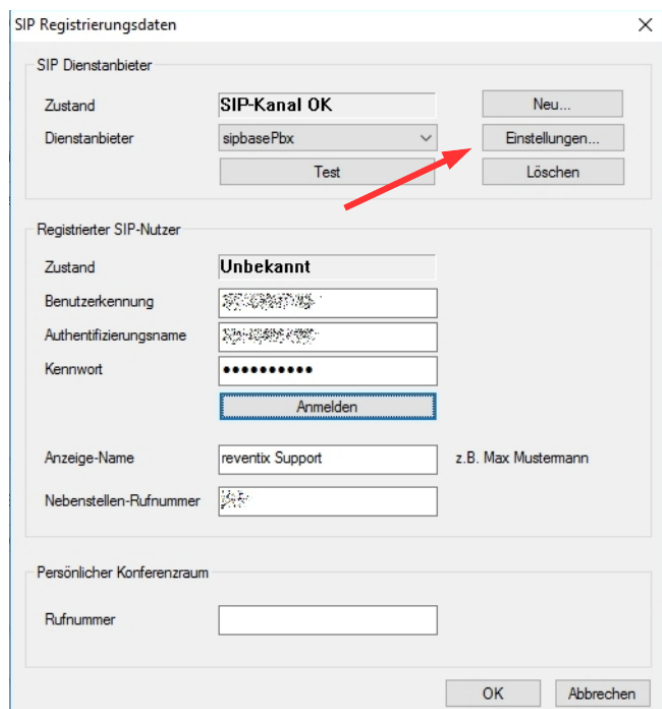 SIP Registrierungsdaten
SIP Dienstanbieter
Zustand SIP-Kanal OK Neu...
Dienstanbieter sipbasePbx Einstellungen...
Test Löschen
Registrierter SIP-Nutzer
Zustand Unbekannt
Benutzerkennung
Authentifizierungsname
Kennwort ••••••••••
Anmelden
Anzeige-Name reventix Support z.B. Max Mustermann
Nebenstellen-Rufnummer
Persönlicher Konferenzraum
Rufnummer
OK Abbrechen